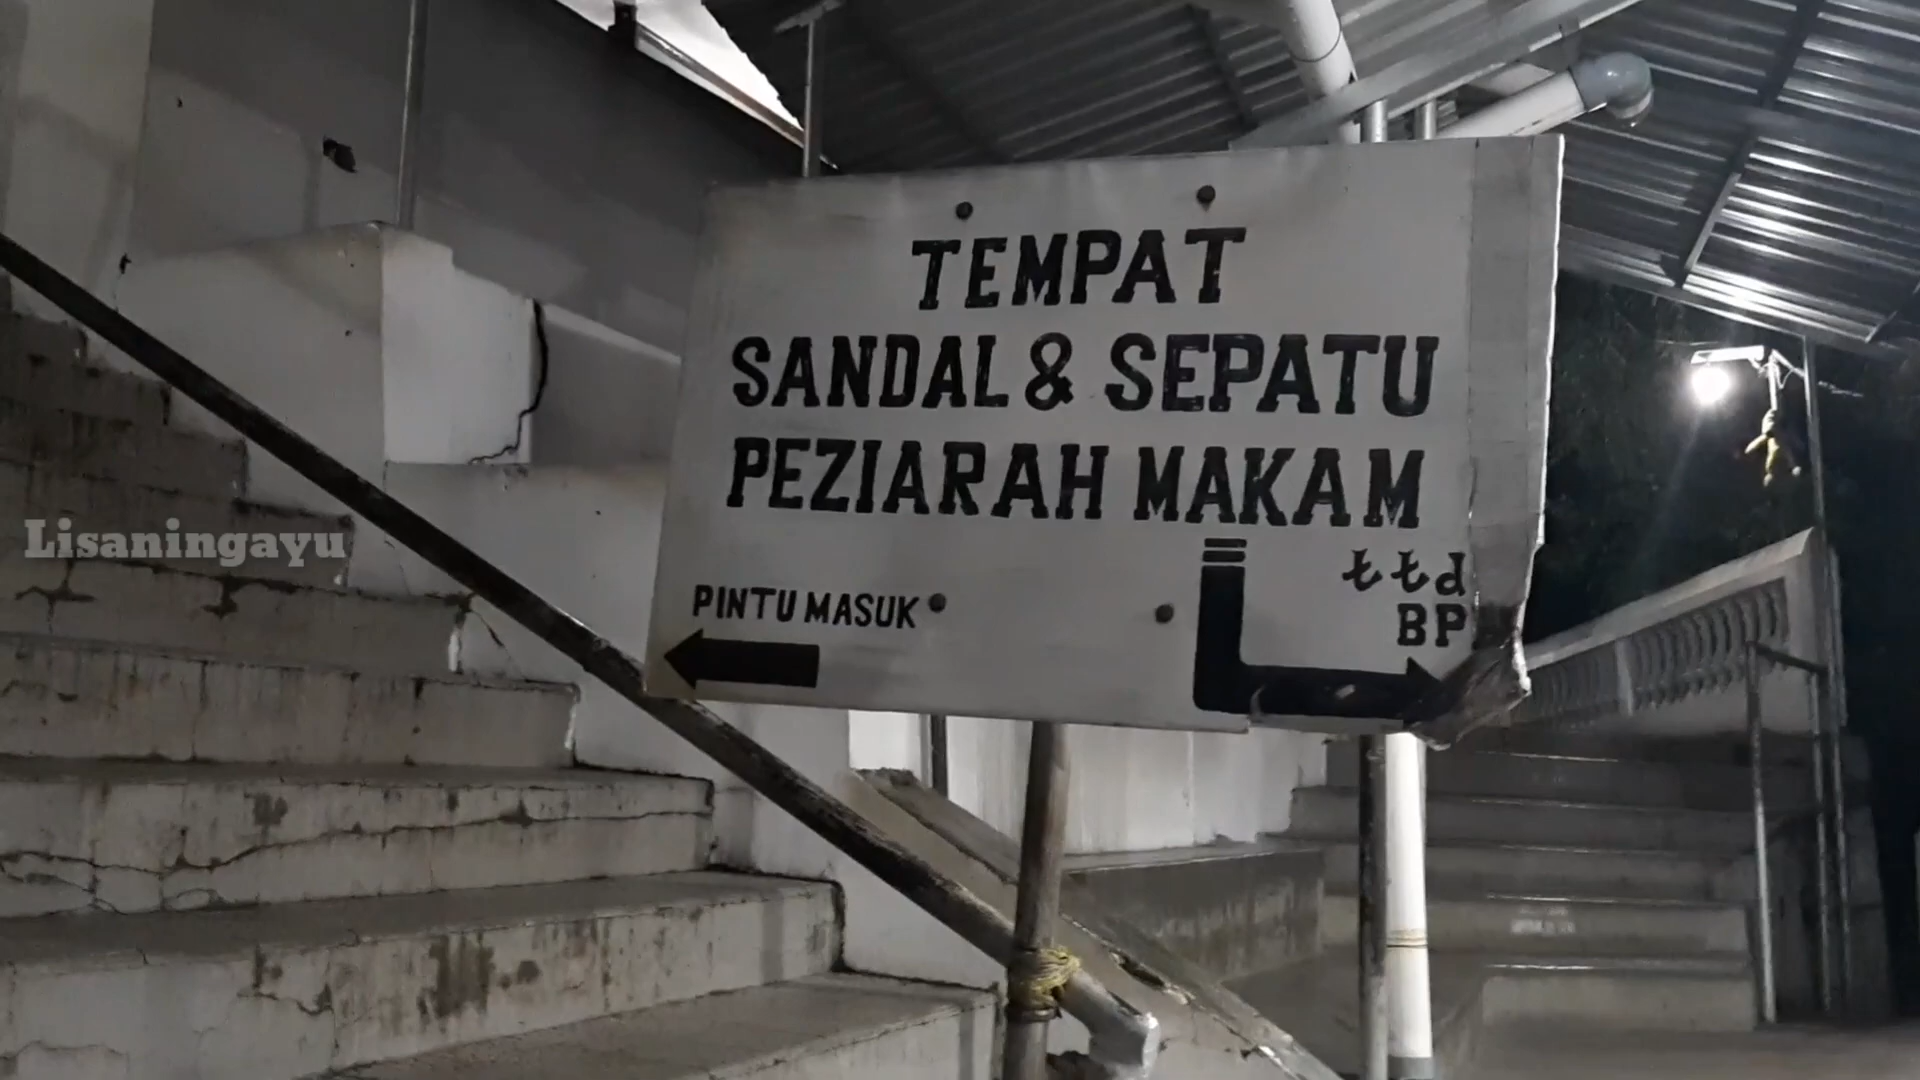 TEMPAT
SANDAL & SEPATU
PEZIARAH MAKAM
PINTU MASUK
ttd
BP
Lisaningayu